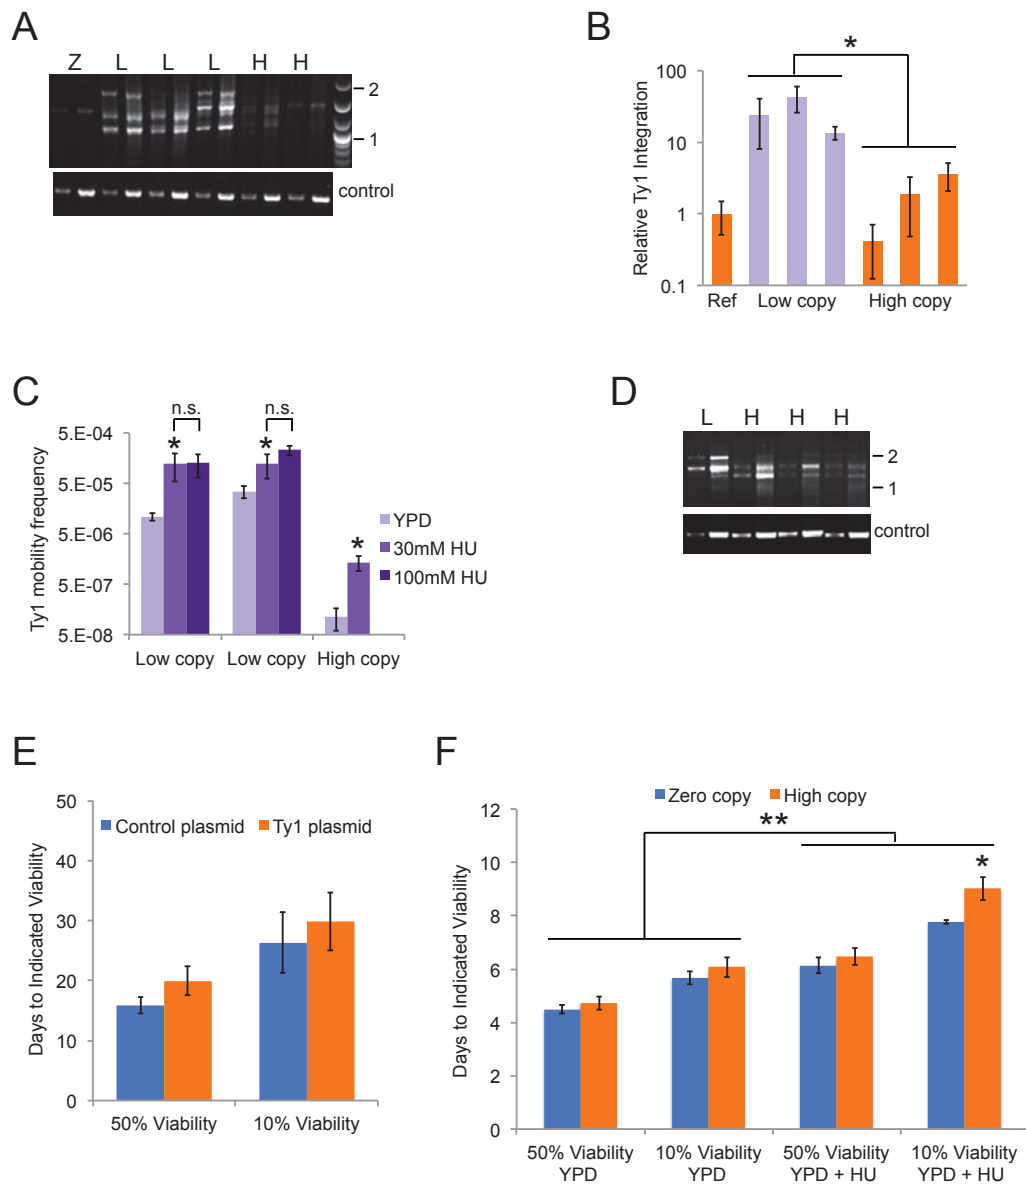 A
Z L L L H H
2
1
control
B
*
100
10
1
0.1
Relative Ty1 Integration
Ref Low copy High copy
C
n.s. n.s.
* *
*
5.E-04
5.E-05
5.E-06
5.E-07
5.E-08
Ty1 mobility frequency
YPD
30mM HU
100mM HU
Low copy Low copy High copy
D
L H H H
2
1
control
E
50
40
30
20
10
0
Days to Indicated Viability
Control plasmid Ty1 plasmid
50% Viability 10% Viability
F
Zero copy High copy
**
*
12
10
8
6
4
2
0
Days to Indicated Viability
50% Viability 10% Viability 50% Viability 10% Viability
YPD YPD YPD + HU YPD + HU